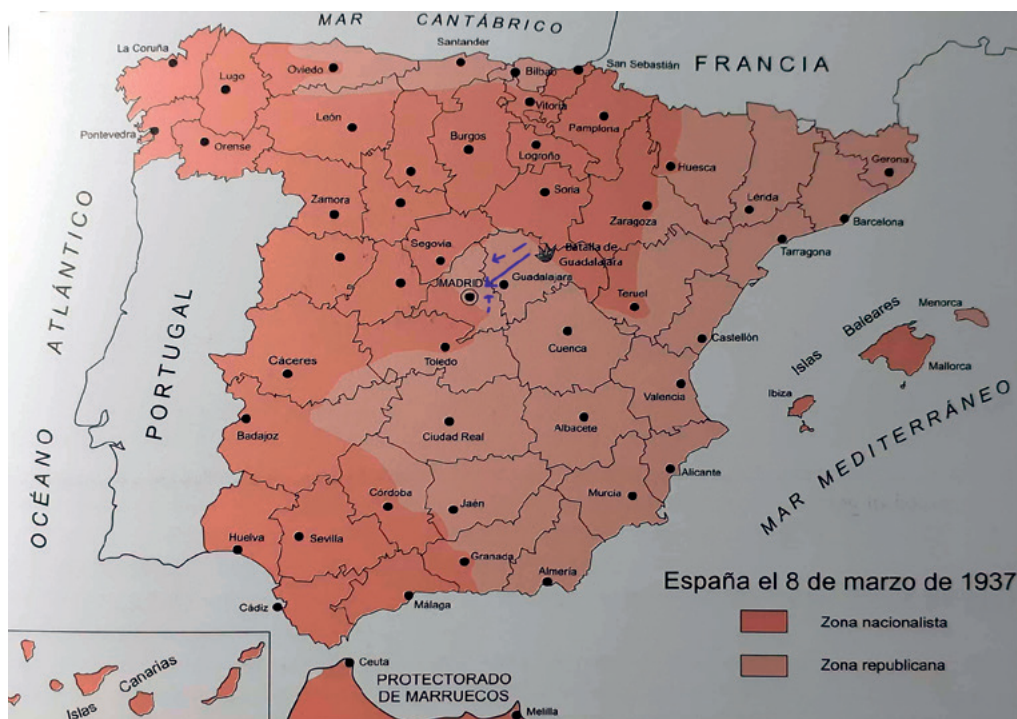 MAR CANTÁBRICO
La Coruña
Lugo
Oviedo
Santander
Bilbao
San Sebastián
FRANCIA
Vitoria
Pontevedra
Orense
León
Burgos
Pamplona
Logroño
Huesca
Gerona
Zamora
Soria
Zaragoza
Lérida
Barcelona
Tarragona
Segovia
Batalla de
Guadalajara
MADRID
Guadalajara
Teruel
OCÉANO ATLÁNTICO
PORTUGAL
Cáceres
Toledo
Cuenca
Castellón
Islas Baleares
Menorca
Mallorca
Ibiza
Valencia
Badajoz
Ciudad Real
Albacete
Alicante
MAR MEDITERRÁNEO
Córdoba
Jaén
Murcia
Huelva
Sevilla
Granada
Almería
Cádiz
Málaga
España el 8 de marzo de 1937
Zona nacionalista
Zona republicana
Islas Canarias
Ceuta
PROTECTORADO
DE MARRUECOS
Melilla